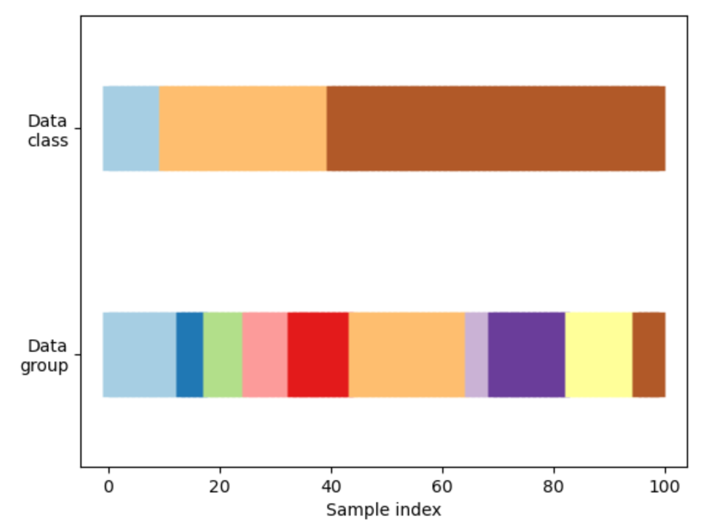 Data
class
Data
group
0 20 40 60 80 100
Sample index